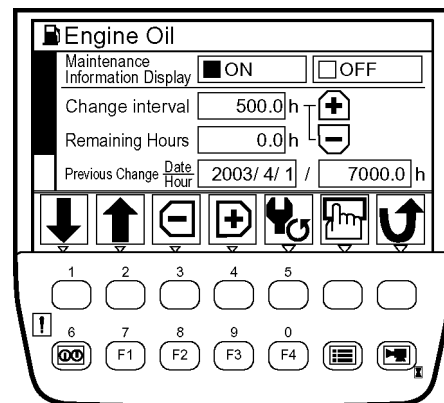 Engine Oil
Maintenance
Information Display ON OFF
Change interval 500.0 h
Remaining Hours 0.0 h
Previous Change Date
Hour 2003/ 4/ 1 / 7000.0 h
1 2 3 4 5
! 6 7 8 9 0
F1 F2 F3 F4